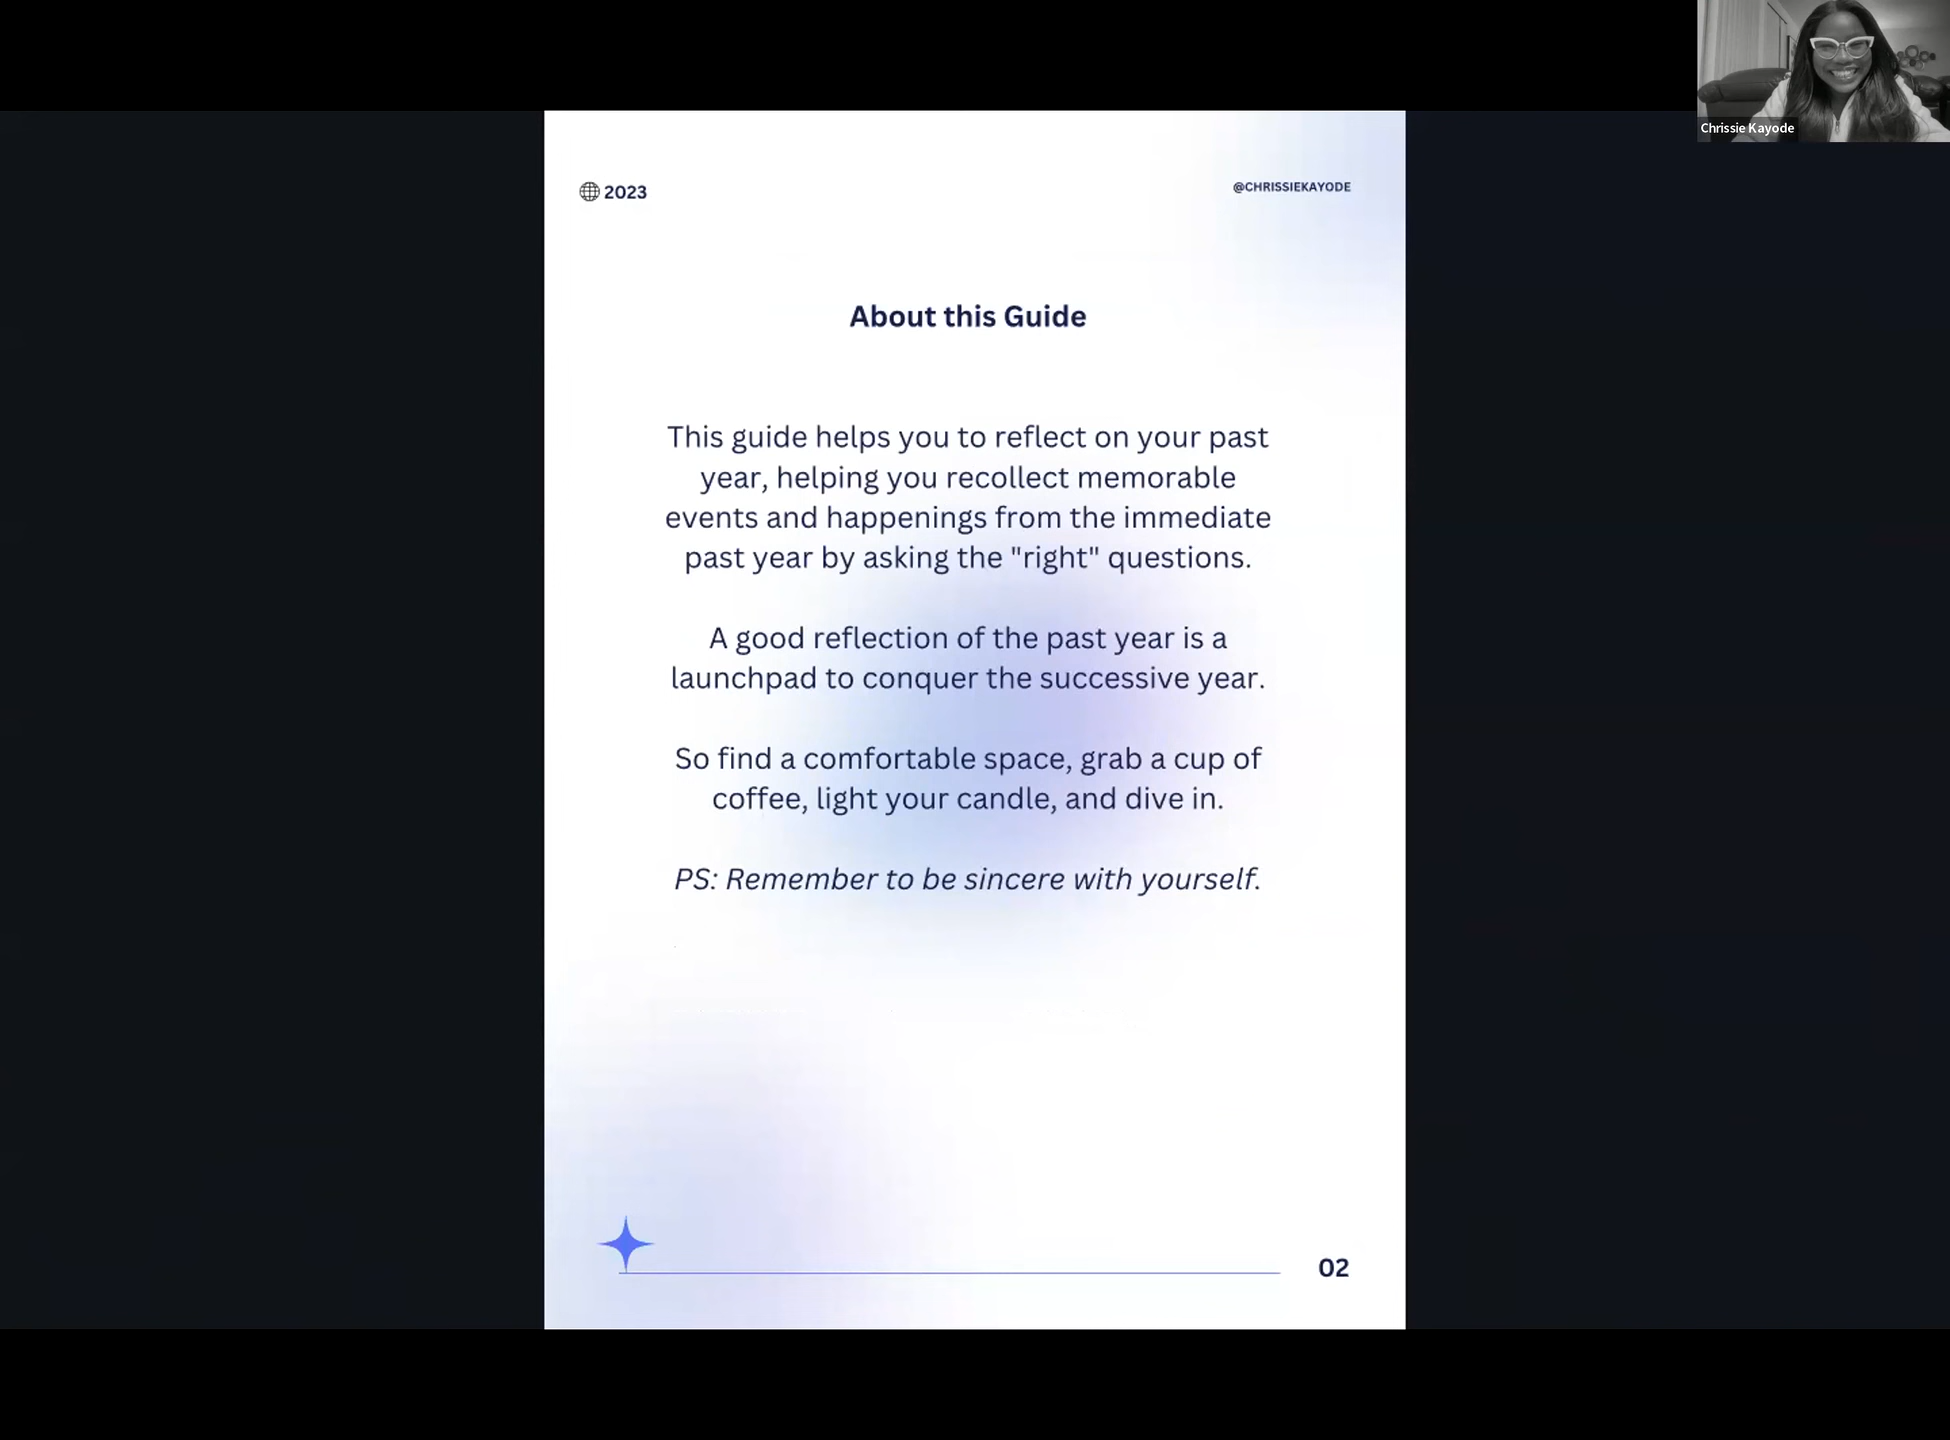 Chrissie Kayode
2023
@CHRISSIEKAYODE
About this Guide
This guide helps you to reflect on your past
year, helping you recollect memorable
events and happenings from the immediate
past year by asking the "right" questions.
A good reflection of the past year is a
launchpad to conquer the successive year.
So find a comfortable space, grab a cup of
coffee, light your candle, and dive in.
PS: Remember to be sincere with yourself.
02